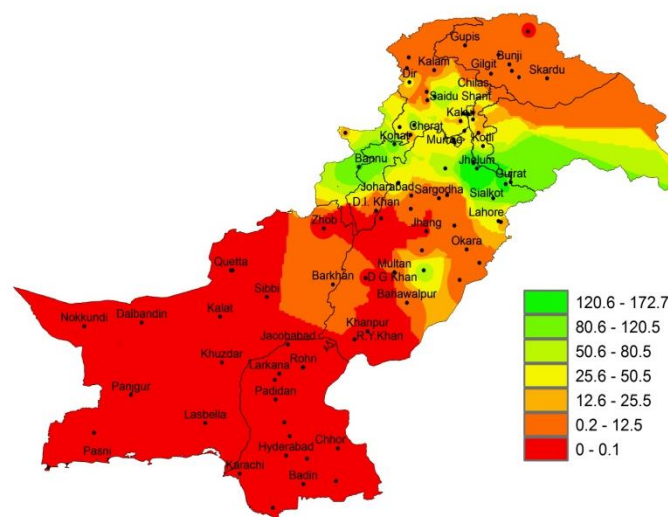 Gupis
Bunji
Kalam
Gilgit
Skardu
Dir
Chilas
Saidu Sharif
Kakul
Cherat
Kohat
Murree
Kotli
Bannu
Jhelum
Gujrat
Joharabad
Sargodha
Sialkot
D.I. Khan
Lahore
Zhob
Jhang
Okara
Quetta
Multan
Sibbi
Barkhan
D.G Khan
Bahawalpur
Nokkundi
Dalbandin
Kalat
Khanpur
Jacobabad
R.Y.Khan
Khuzdar
Rohri
Larkana
Panjgur
Padidan
Lasbella
Pasni
Hyderabad
Chhor
Karachi
Badin
120.6 - 172.7
80.6 - 120.5
50.6 - 80.5
25.6 - 50.5
12.6 - 25.5
0.2 - 12.5
0 - 0.1